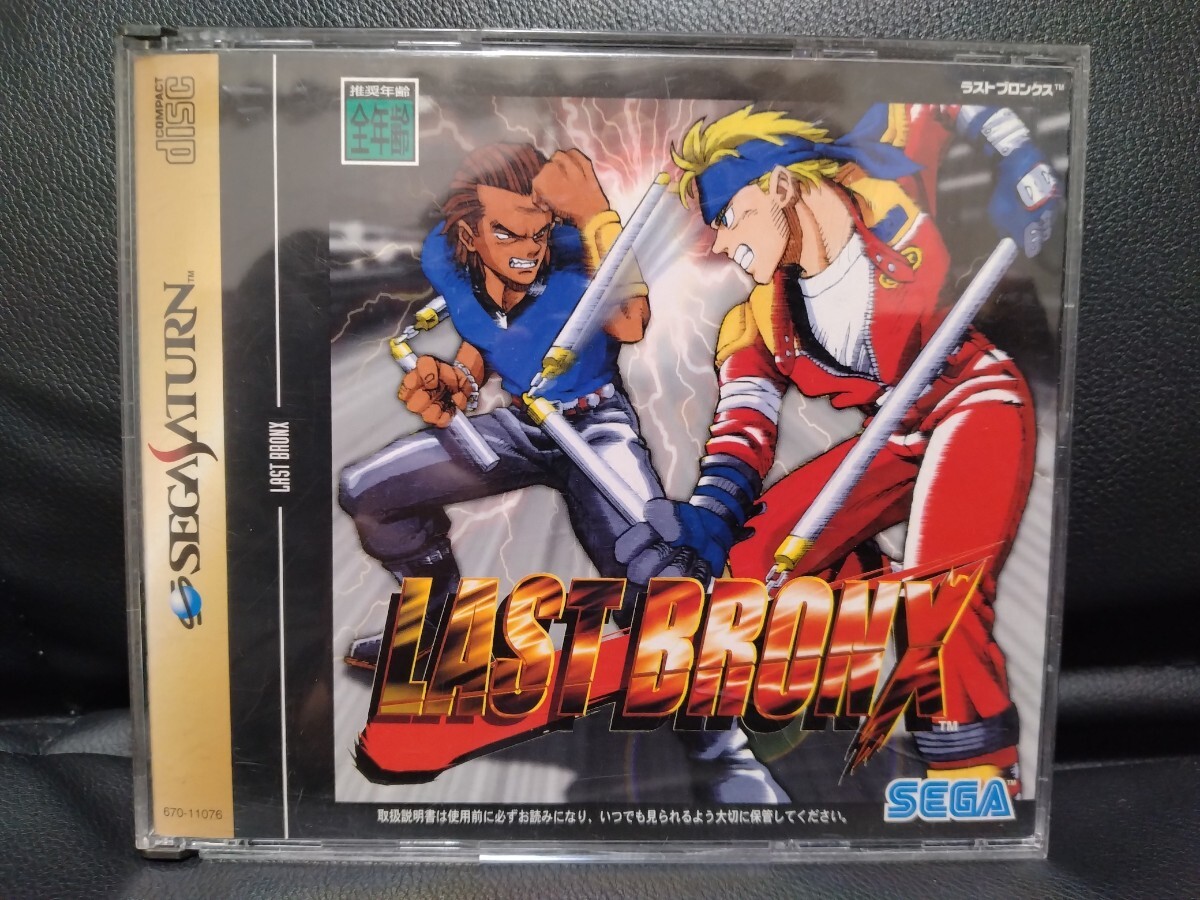 COMPACT
disc
SEGA SATURN™
670-11076
LAST BRONX
推奨年齢
全年齢
ラストブロンクス™
LAST BRONX™
SEGA™
取扱説明書は使用前に必ずお読みになり、いつでも見られるよう大切に保管してください。